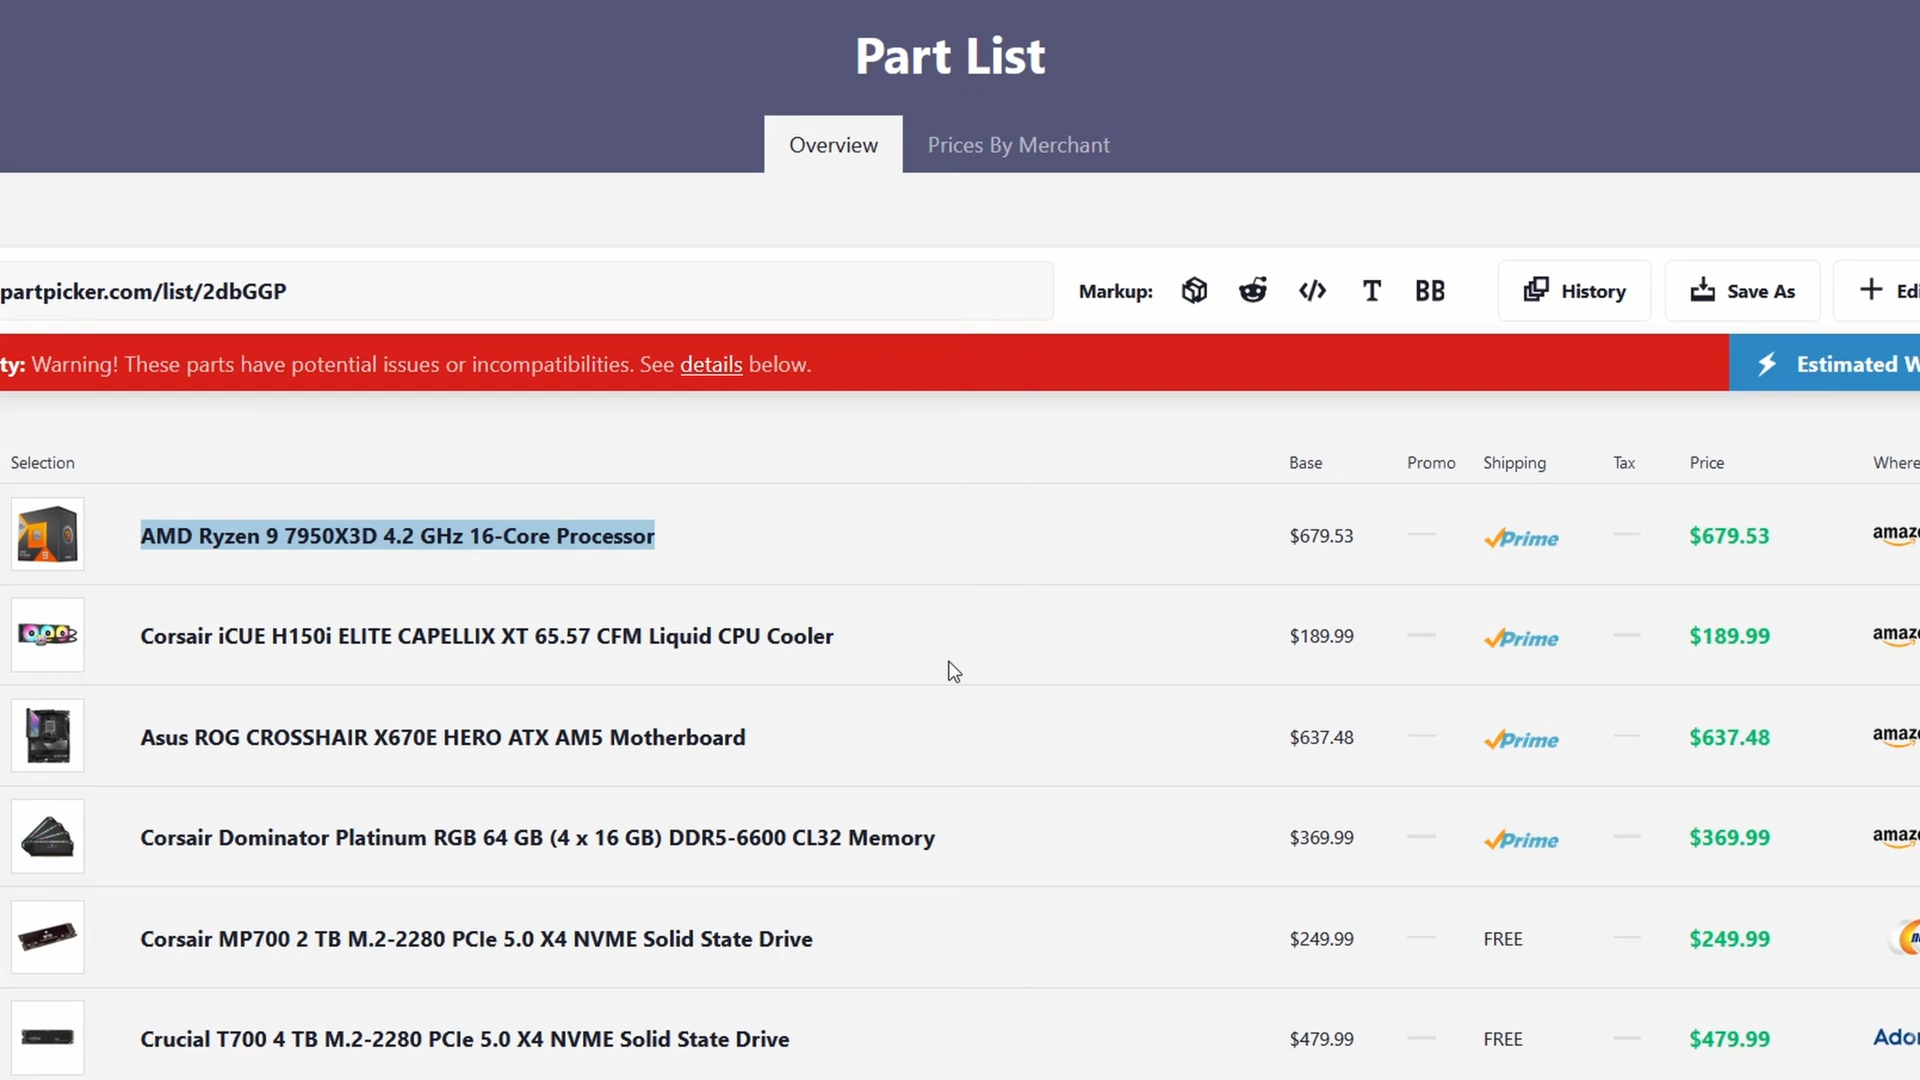 Part List
Overview Prices By Merchant
partpicker.com/list/2dbGGP Markup: T BB History Save As Edi
ty: Warning! These parts have potential issues or incompatibilities. See details below. Estimated W
Selection Base Promo Shipping Tax Price Where
AMD Ryzen 9 7950X3D 4.2 GHz 16-Core Processor $679.53 — Prime — $679.53 amazo
Corsair iCUE H150i ELITE CAPELLIX XT 65.57 CFM Liquid CPU Cooler $189.99 — Prime — $189.99 amazo
Asus ROG CROSSHAIR X670E HERO ATX AM5 Motherboard $637.48 — Prime — $637.48 amazo
Corsair Dominator Platinum RGB 64 GB (4 x 16 GB) DDR5-6600 CL32 Memory $369.99 — Prime — $369.99 amazo
Corsair MP700 2 TB M.2-2280 PCIe 5.0 X4 NVME Solid State Drive $249.99 — FREE — $249.99
Crucial T700 4 TB M.2-2280 PCIe 5.0 X4 NVME Solid State Drive $479.99 — FREE — $479.99 Ador